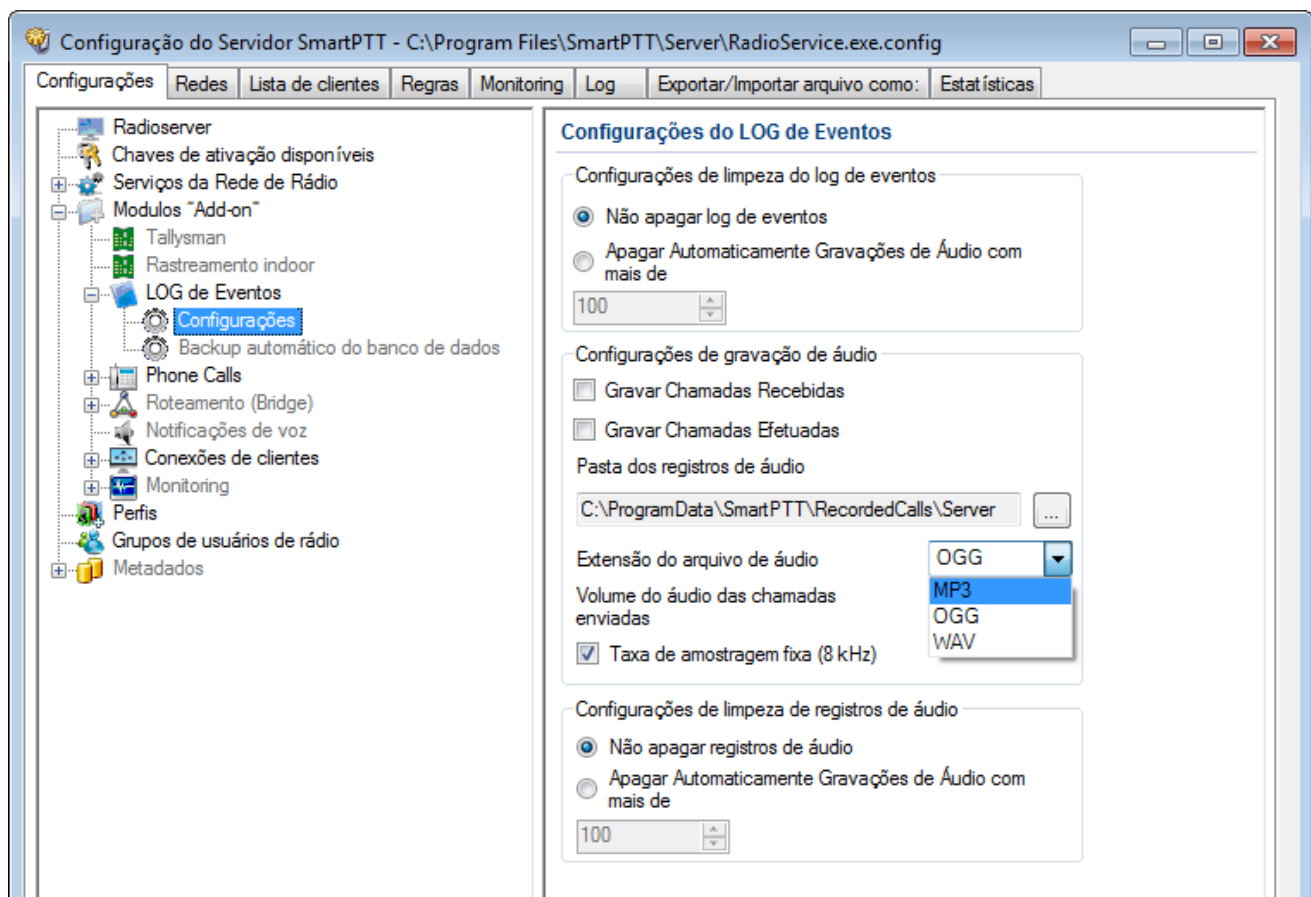 Configuração do Servidor SmartPTT - C:\Program Files\SmartPTT\Server\RadioService.exe.config
Configurações Redes Lista de clientes Regras Monitoring Log Exportar/Importar arquivo como: Estatísticas
Radioserver
Chaves de ativação disponíveis
Serviços da Rede de Rádio
Modulos "Add-on"
Tallysman
Rastreamento indoor
LOG de Eventos
Configurações
Backup automático do banco de dados
Phone Calls
Roteamento (Bridge)
Notificações de voz
Conexões de clientes
Monitoring
Perfis
Grupos de usuários de rádio
Metadados
Configurações do LOG de Eventos
Configurações de limpeza do log de eventos
Não apagar log de eventos
Apagar Automaticamente Gravações de Áudio com
mais de
100
Configurações de gravação de áudio
Gravar Chamadas Recebidas
Gravar Chamadas Efetuadas
Pasta dos registros de áudio
C:\ProgramData\SmartPTT\RecordedCalls\Server ...
Extensão do arquivo de áudio OGG
MP3
OGG
WAV
Volume do áudio das chamadas
enviadas
Taxa de amostragem fixa (8 kHz)
Configurações de limpeza de registros de áudio
Não apagar registros de áudio
Apagar Automaticamente Gravações de Áudio com
mais de
100